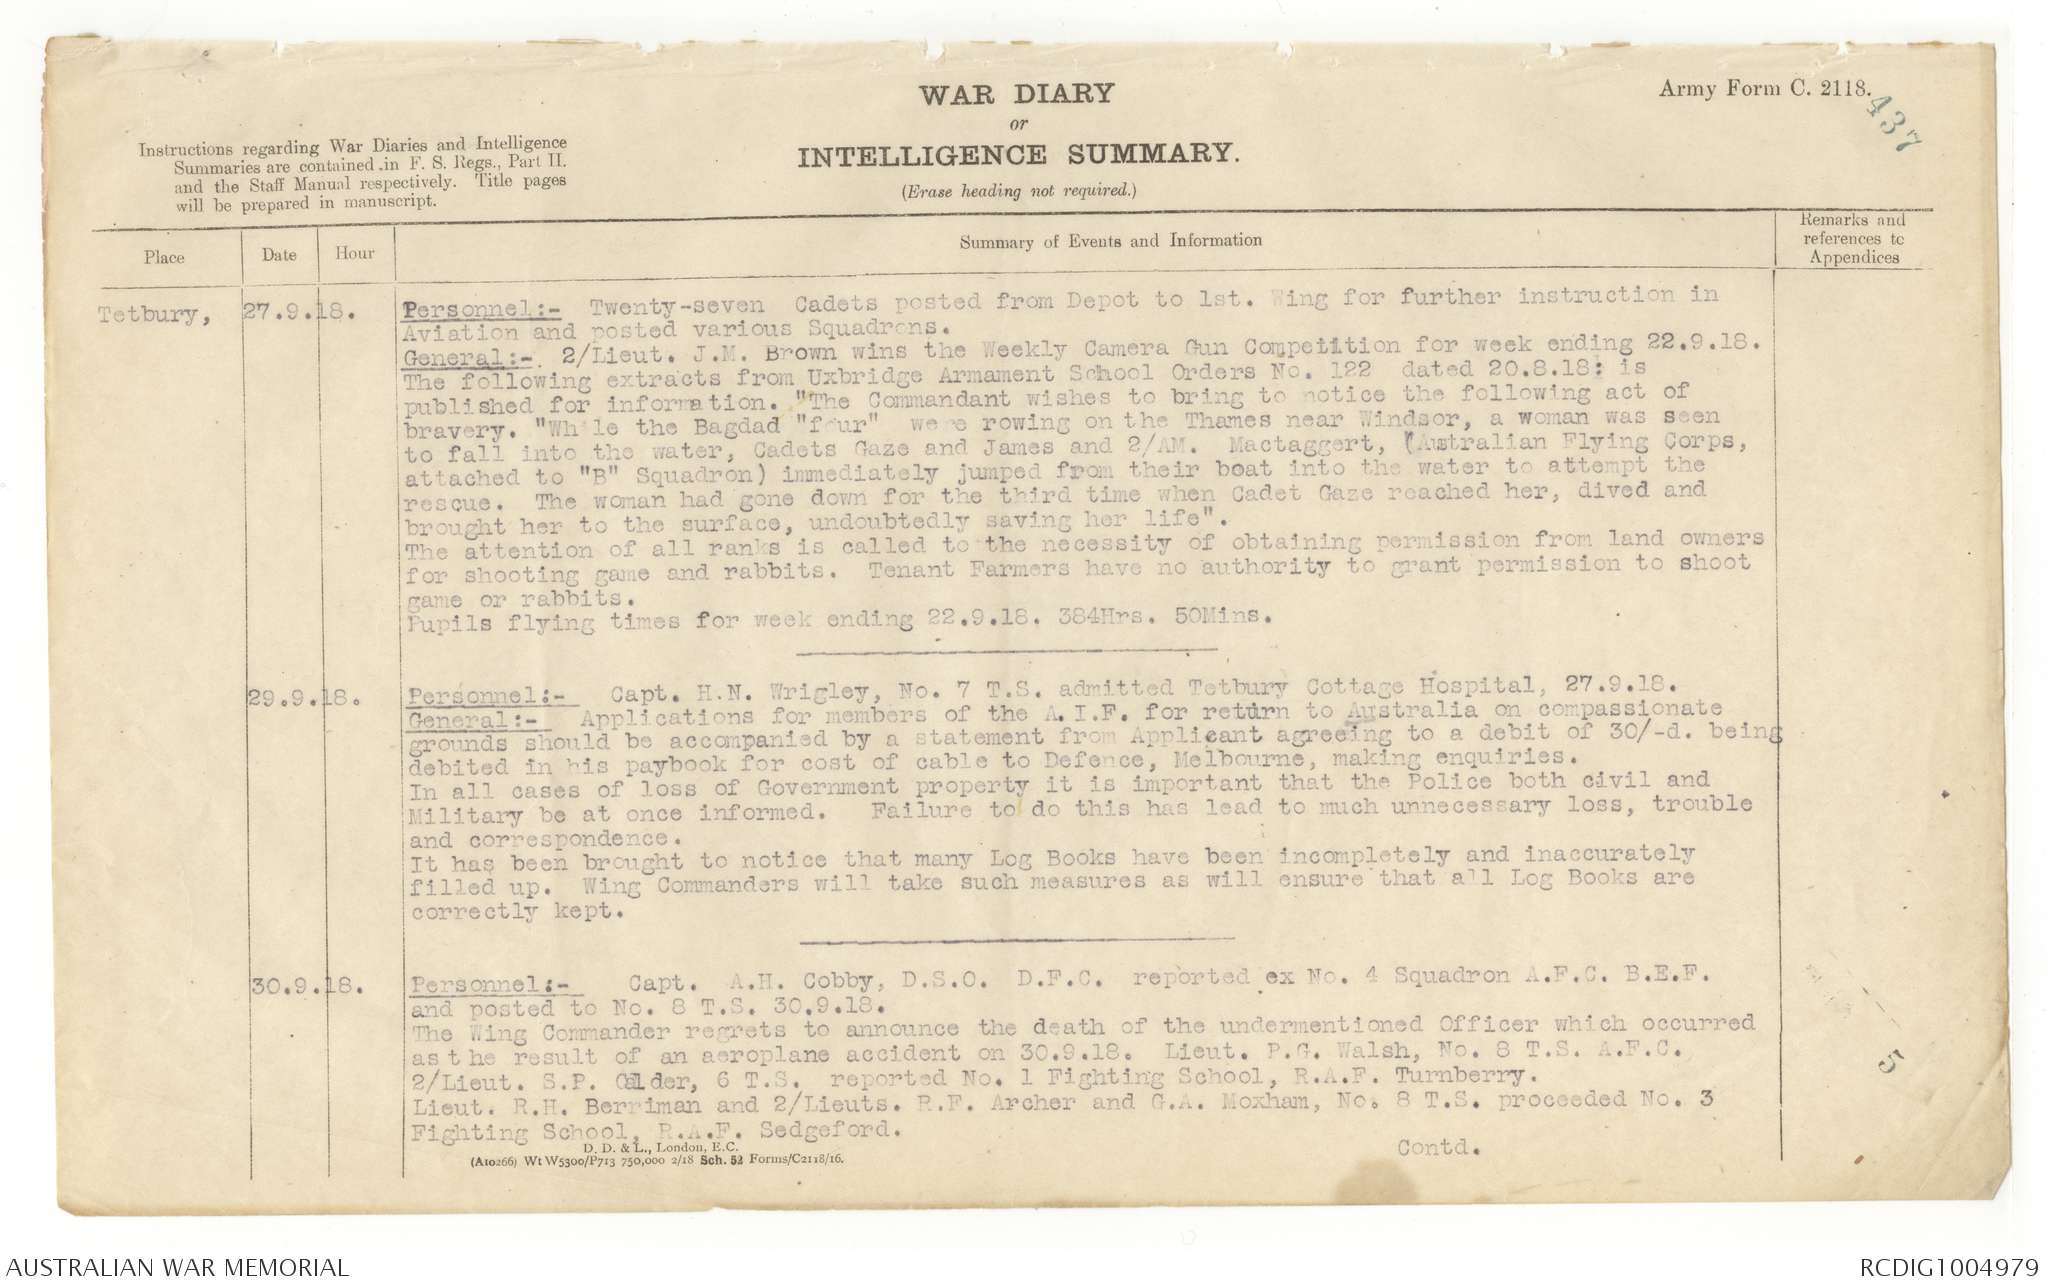 WAR DIARY
or
INTELLIGENCE SUMMARY.
(Erase heading not required.)
Army Form C. 2118.
437
Instructions regarding War Diaries and Intelligence
Summaries are contained in F. S. Regs., Part II.
and the Staff Manual respectively. Title pages
will be prepared in manuscript.
Place
Date
Hour
Summary of Events and Information
Remarks and
references to
Appendices
Tetbury, 27.9.18. Personnel:- Twenty-seven Cadets posted from Depot to 1st. Wing for further instruction in
Aviation and posted various Squadrons.
General:- 2/Lieut. J.M. Brown wins the Weekly Camera Gun Competition for week ending 22.9.18.
The following extracts from Uxbridge Armament School Orders No. 122 dated 20.8.18: is
published for information. "The Commandant wishes to bring to notice the following act of
bravery. "While the Bagdad "four" were rowing on the Thames near Windsor, a woman was seen
to fall into the water, Cadets Gaze and James and 2/AM. Mactaggert, (Australian Flying Corps,
attached to "B" Squadron) immediately jumped from their boat into the water to attempt the
rescue. The woman had gone down for the third time when Cadet Gaze reached her, dived and
brought her to the surface, undoubtedly saving her life".
The attention of all ranks is called to the necessity of obtaining permission from land owners
for shooting game and rabbits. Tenant Farmers have no authority to grant permission to shoot
game or rabbits.
Pupils flying times for week ending 22.9.18. 384Hrs. 50Mins.
29.9.18. Personnel:- Capt. H.N. Wrigley, No. 7 T.S. admitted Tetbury Cottage Hospital, 27.9.18.
General:- Applications for members of the A.I.F. for return to Australia on compassionate
grounds should be accompanied by a statement from Applicant agreeing to a debit of 30/-d. being
debited in his paybook for cost of cable to Defence, Melbourne, making enquiries.
In all cases of loss of Government property it is important that the Police both civil and
Military be at once informed. Failure to do this has lead to much unnecessary loss, trouble
and correspondence.
It has been brought to notice that many Log Books have been incompletely and inaccurately
filled up. Wing Commanders will take such measures as will ensure that all Log Books are
correctly kept.
30.9.18. Personnel:- Capt. A.H. Cobby, D.S.O. D.F.C. reported ex No. 4 Squadron A.F.C. B.E.F.
and posted to No. 8 T.S. 30.9.18.
The Wing Commander regrets to announce the death of the undermentioned Officer which occurred
as the result of an aeroplane accident on 30.9.18. Lieut. P.G. Walsh, No. 8 T.S. A.F.C.
2/Lieut. S.P. Calder, 6 T.S. reported No. 1 Fighting School, R.A.F. Turnberry.
Lieut. R.H. Berriman and 2/Lieuts. R.F. Archer and G.A. Moxham, No. 8 T.S. proceeded No. 3
Fighting School, R.A.F. Sedgeford.
Contd.
5
D. D. & L., London, E.C.
(A10266) Wt W5300/P713 750,000 2/18 Sch. 52 Forms/C2118/16.
AUSTRALIAN WAR MEMORIAL
RCDIG1004979